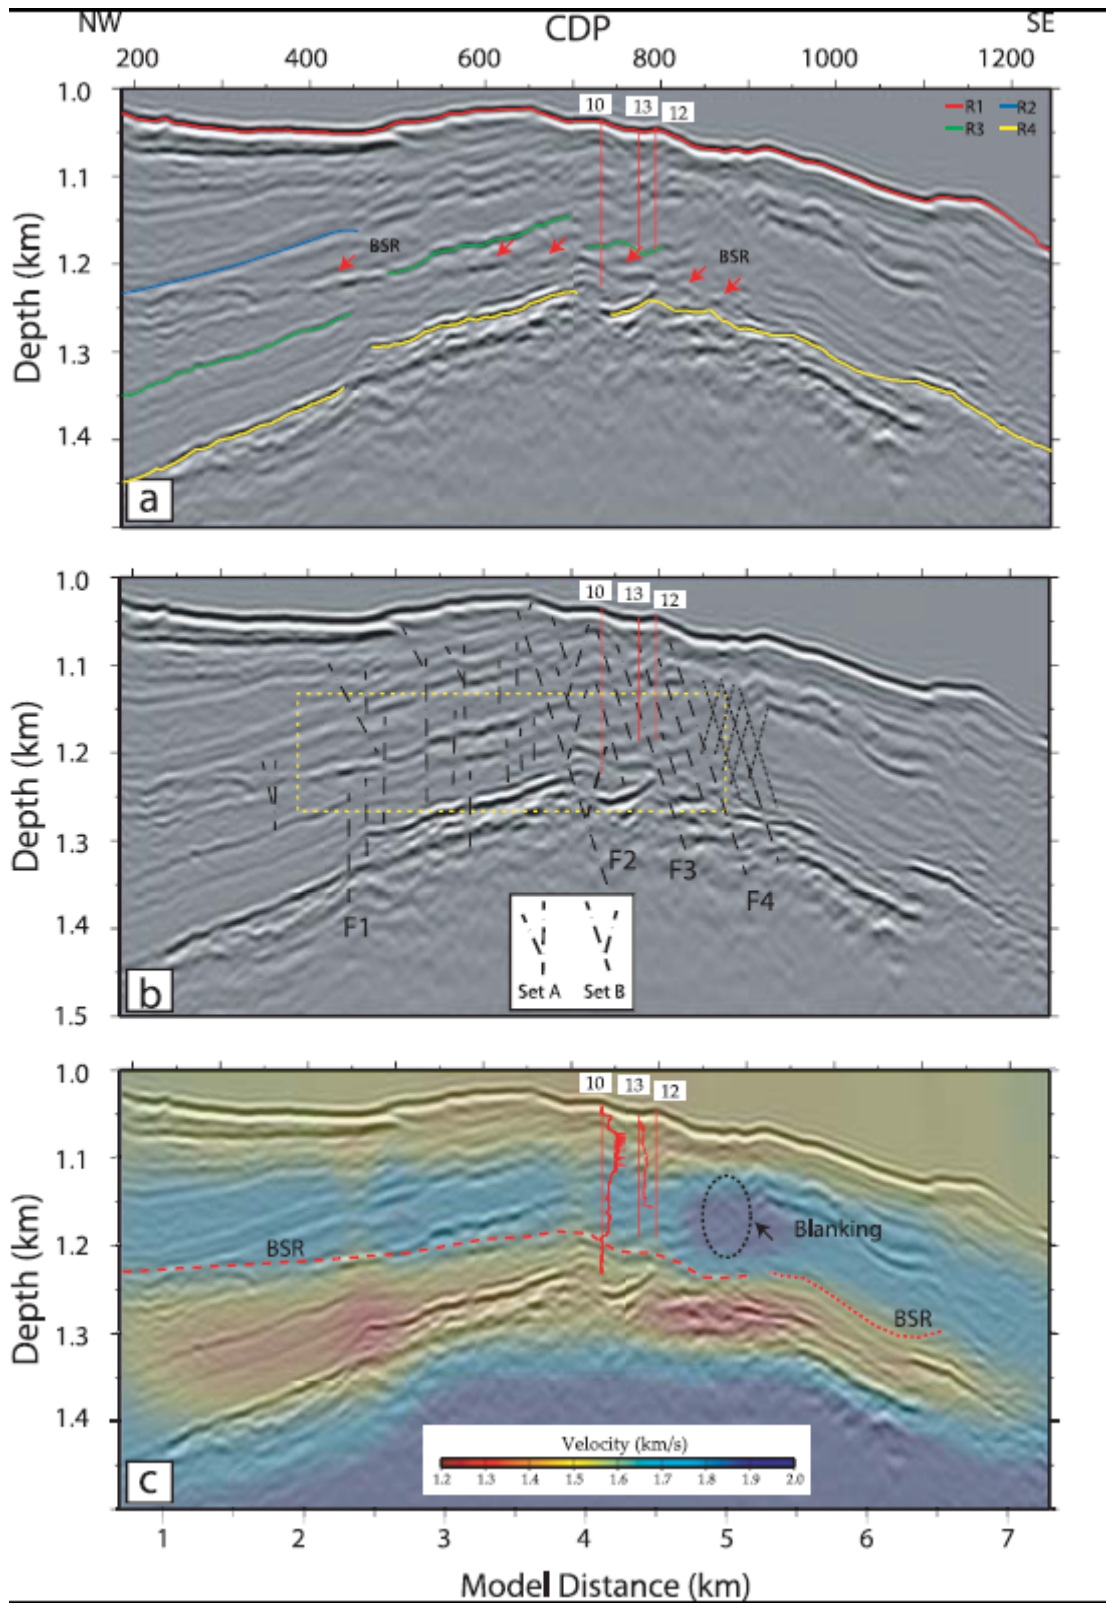 NW CDP SE
200 400 600 800 1000 1200
1.0
10 13 12
R1 R2
R3 R4
1.1
BSR BSR
1.2
1.3
1.4
Depth (km)
a
1.0
10 13 12
1.1
1.2
1.3
F2 F3
F4
F1
1.4
Set A Set B
1.5
Depth (km)
b
1.0
10 13 12
1.1
Blanking
1.2
BSR
BSR
1.3
1.4
Depth (km)
Velocity (km/s)
1.2 1.3 1.4 1.5 1.6 1.7 1.8 1.9 2.0
c
1 2 3 4 5 6 7
Model Distance (km)